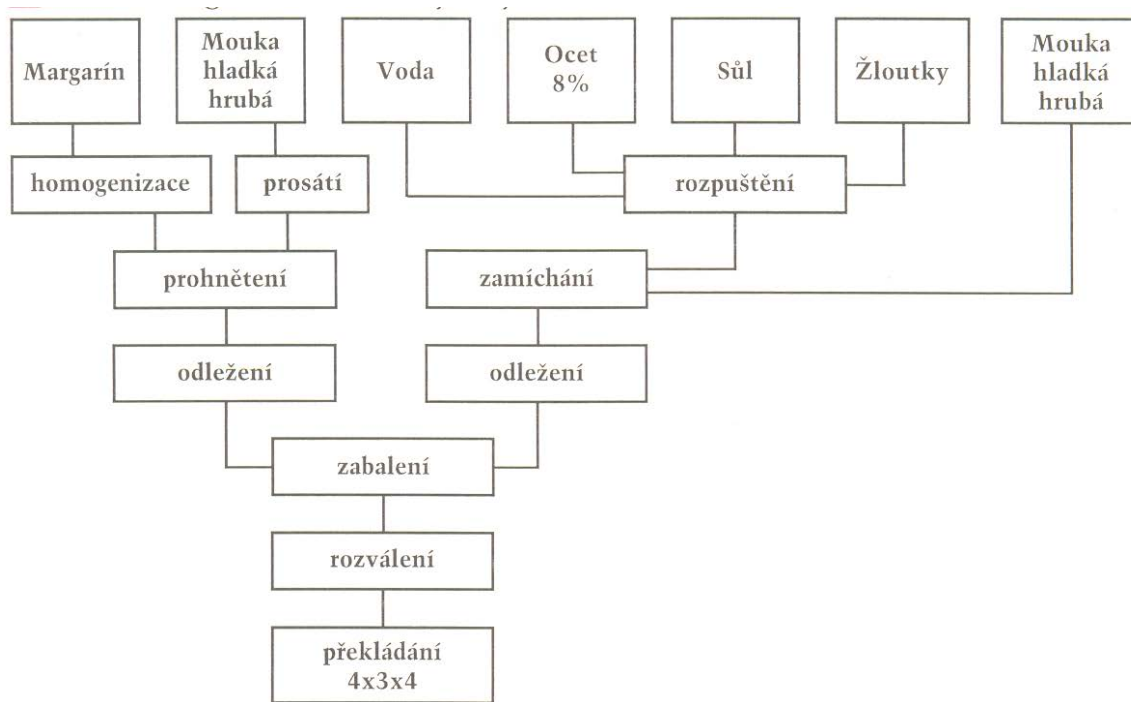 Margarín
Mouka
hladká
hrubá
Voda
Ocet
8%
Sůl
Žloutky
Mouka
hladká
hrubá
homogenizace
prosátí
rozpuštění
prohnětení
zamíchání
odležení
odležení
zabalení
rozválení
překládání
4x3x4